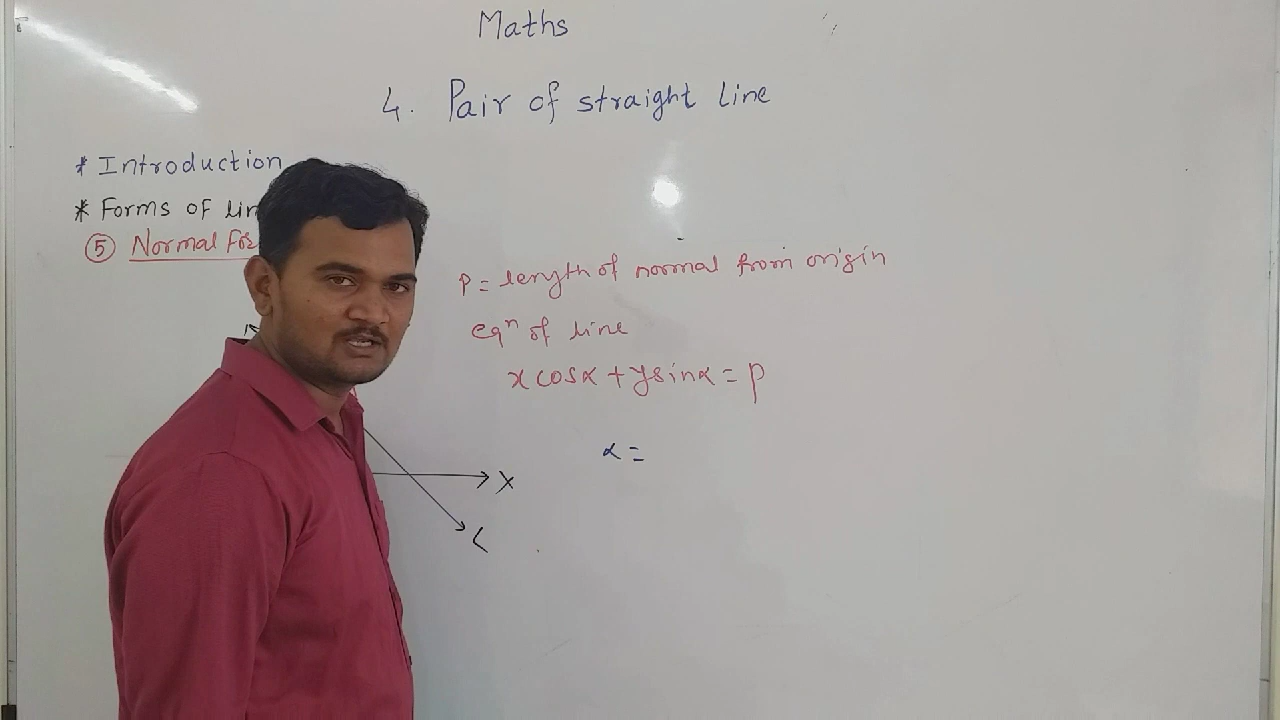 Maths
4. Pair of straight line
* Introduction
* Forms of lin
⑤ Normal For
P = length of normal from origin
eqⁿ of line
x cosα + y sinα = p
α =
X
L